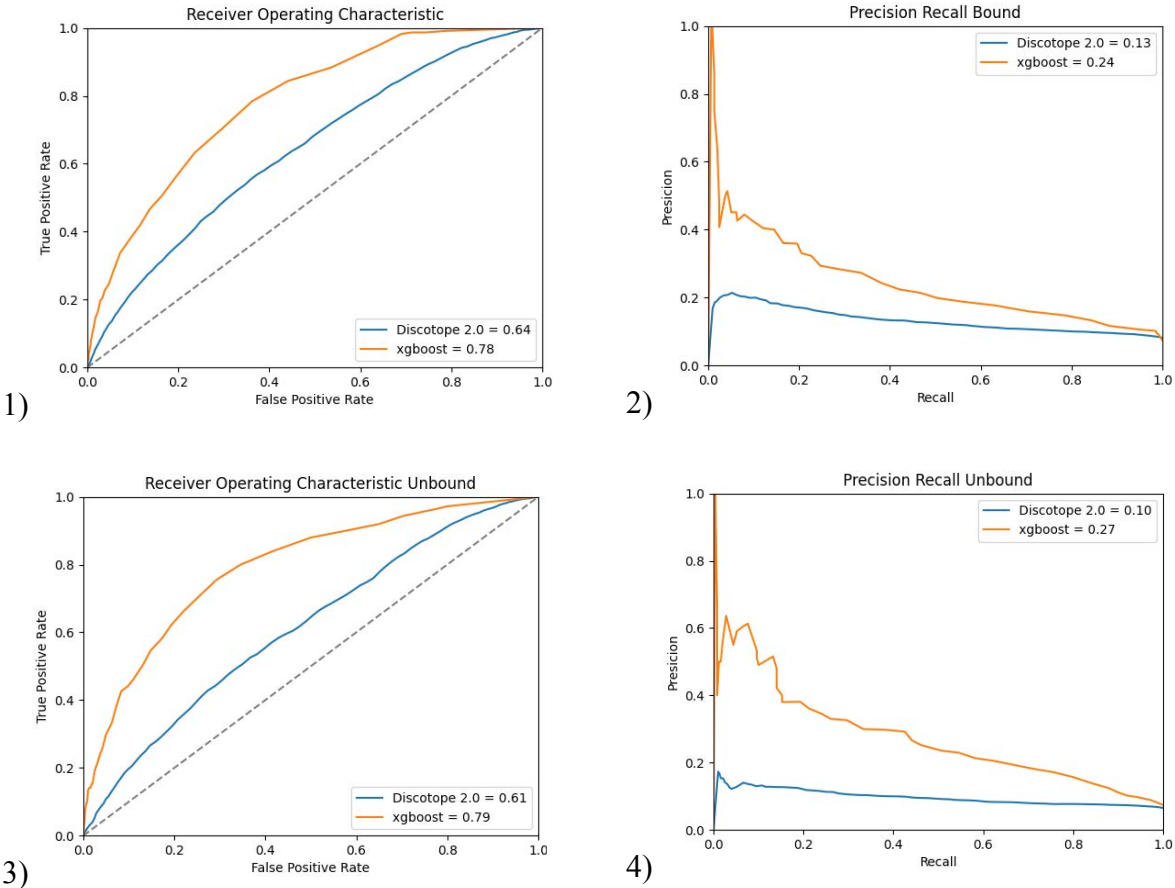 Receiver Operating Characteristic
1.0
0.8
0.6
0.4
0.2
0.0
True Positive Rate
Discotope 2.0 = 0.64
xgboost = 0.78
0.0 0.2 0.4 0.6 0.8 1.0
False Positive Rate
1)
Precision Recall Bound
1.0
0.8
0.6
0.4
0.2
0.0
Presicion
Discotope 2.0 = 0.13
xgboost = 0.24
0.0 0.2 0.4 0.6 0.8 1.0
Recall
2)
Receiver Operating Characteristic Unbound
1.0
0.8
0.6
0.4
0.2
0.0
True Positive Rate
Discotope 2.0 = 0.61
xgboost = 0.79
0.0 0.2 0.4 0.6 0.8 1.0
False Positive Rate
3)
Precision Recall Unbound
1.0
0.8
0.6
0.4
0.2
0.0
Presicion
Discotope 2.0 = 0.10
xgboost = 0.27
0.0 0.2 0.4 0.6 0.8 1.0
Recall
4)